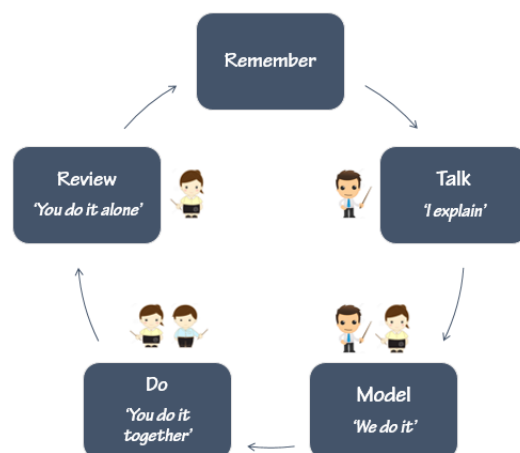 Remember
Talk
'I explain'
Model
'We do it'
Do
'You do it
together'
Review
'You do it alone'